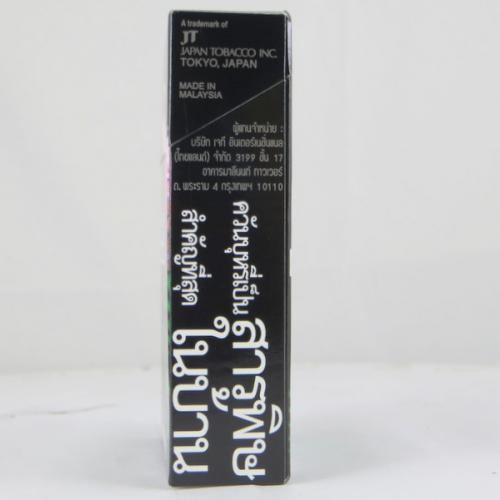 A trademark of
JT
JAPAN TOBACCO INC.
TOKYO, JAPAN
MADE IN
MALAYSIA
ผู้แทนจำหน่าย :
บริษัท เจที อินเตอร์เนชั่นแนล
(ไทยแลนด์) จำกัด 3199 ชั้น 17
อาคารมาลีนนท์ ทาวเวอร์
ถ. พระราม 4 กรุงเทพฯ 10110
ควันบุหรี่เป็นสารพิษ
สำคัญที่สุดในบ้าน